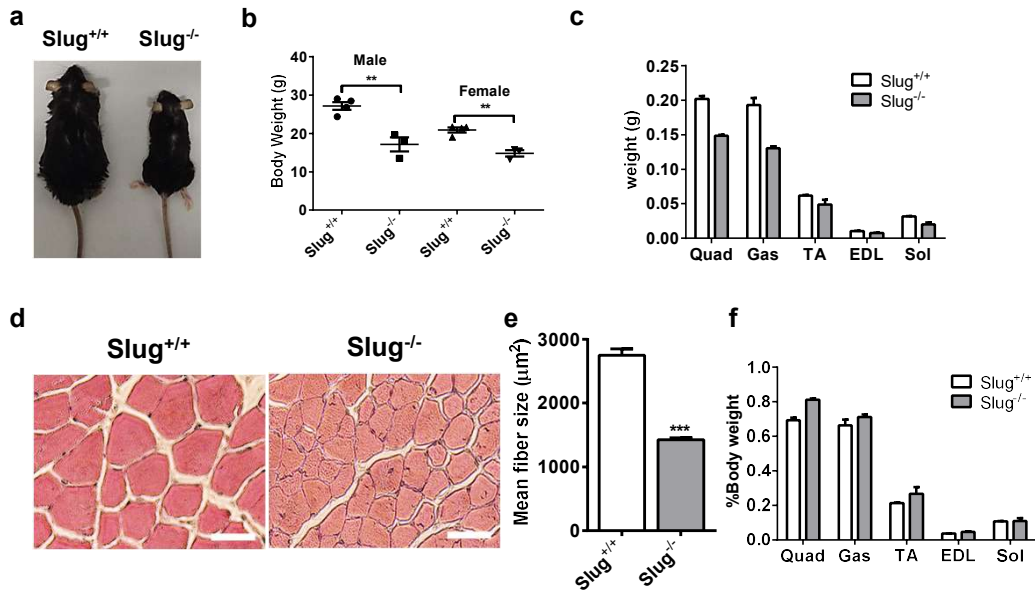 a
Slug+/+ Slug-/-
b
Body Weight (g)
40
30
20
10
0
Male
**
Female
**
Slug+/+
Slug-/-
Slug+/+
Slug-/-
c
weight (g)
0.25
0.20
0.15
0.10
0.05
0.00
Slug+/+
Slug-/-
Quad Gas TA EDL Sol
d
Slug+/+ Slug-/-
e
Mean fiber size (μm²)
3000
2000
1000
0
***
Slug+/+
Slug-/-
f
%Body weight
1.0
0.8
0.6
0.4
0.2
0.0
Slug+/+
Slug-/-
Quad Gas TA EDL Sol